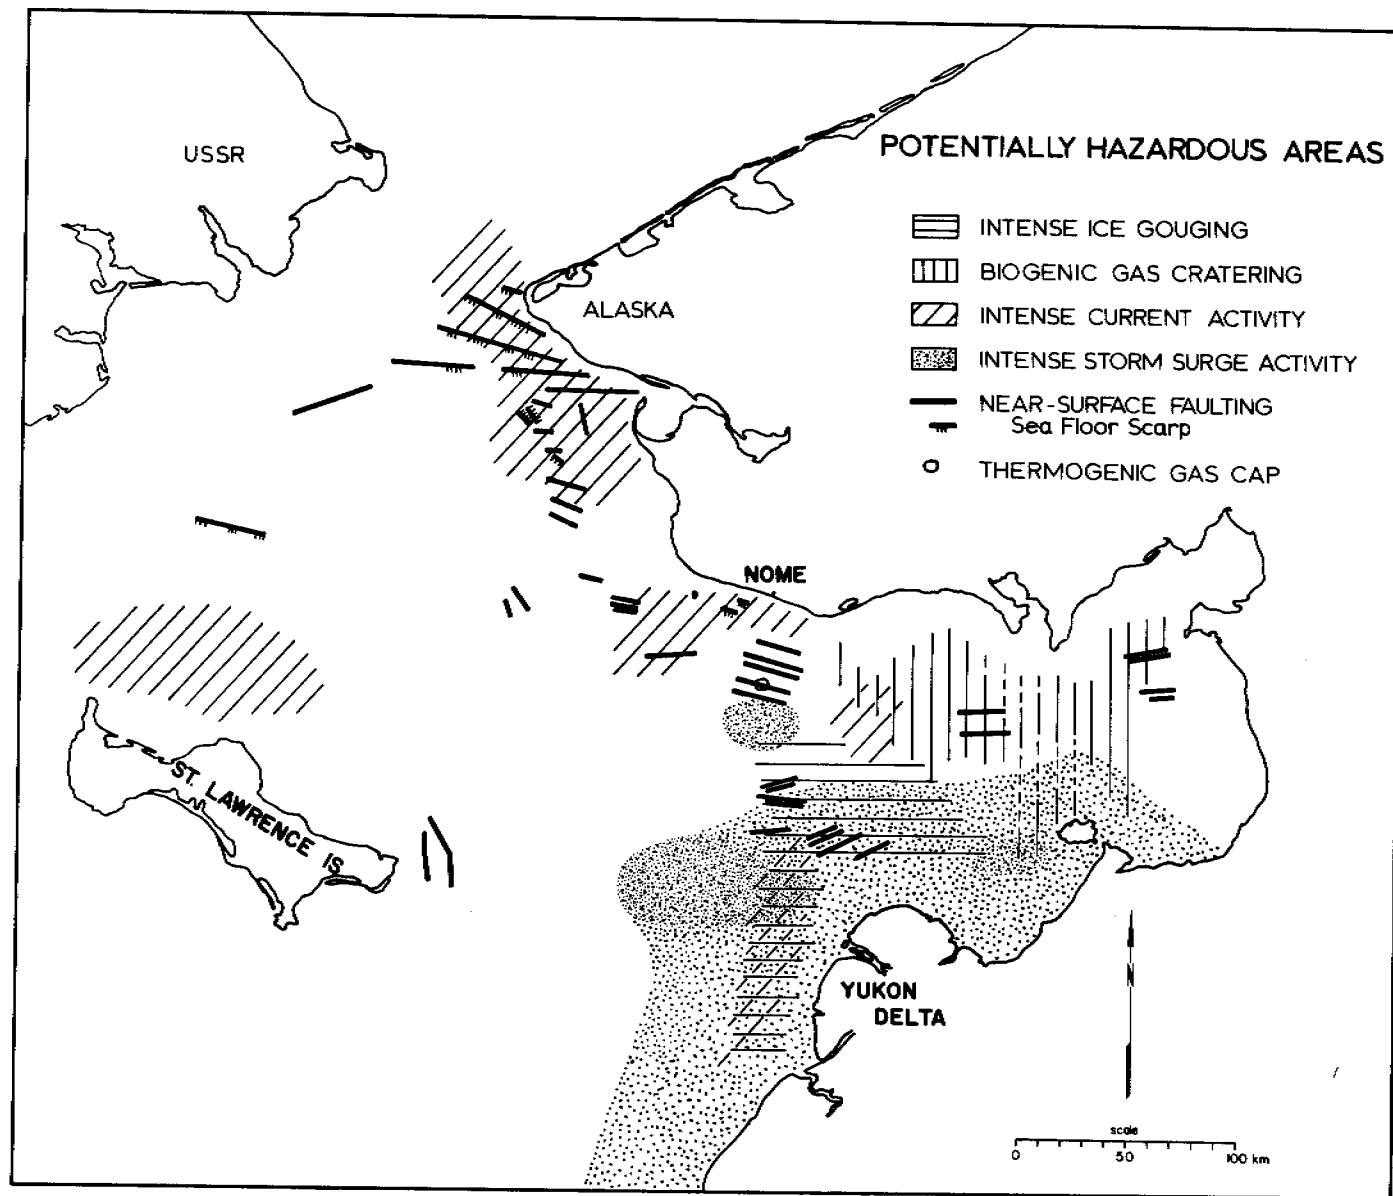 USSR
POTENTIALLY HAZARDOUS AREAS
INTENSE ICE GOUGING
BIOGENIC GAS CRATERING
ALASKA
INTENSE CURRENT ACTIVITY
INTENSE STORM SURGE ACTIVITY
NEAR-SURFACE FAULTING
Sea Floor Scarp
THERMOGENIC GAS CAP
NOME
ST. LAWRENCE IS
YUKON
DELTA
N
scale
0 50 100 km